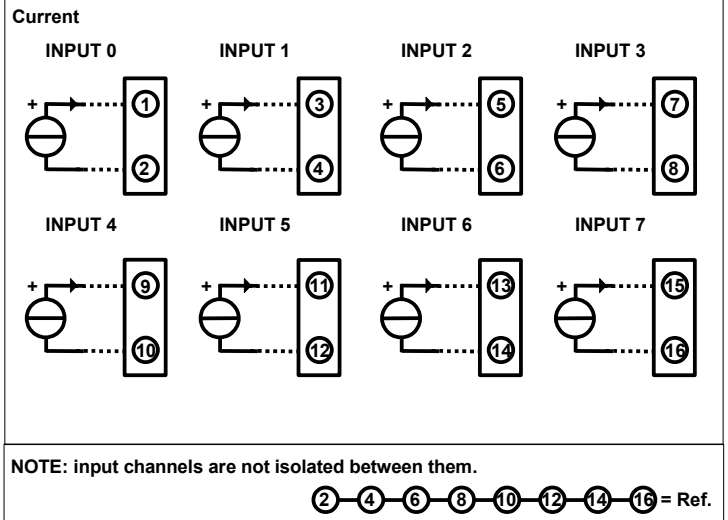 Current
INPUT 0 INPUT 1 INPUT 2 INPUT 3
+ 1 + 3 + 5 + 7
2 4 6 8
INPUT 4 INPUT 5 INPUT 6 INPUT 7
+ 9 + 11 + 13 + 15
10 12 14 16
NOTE: input channels are not isolated between them.
2 4 6 8 10 12 14 16 = Ref.